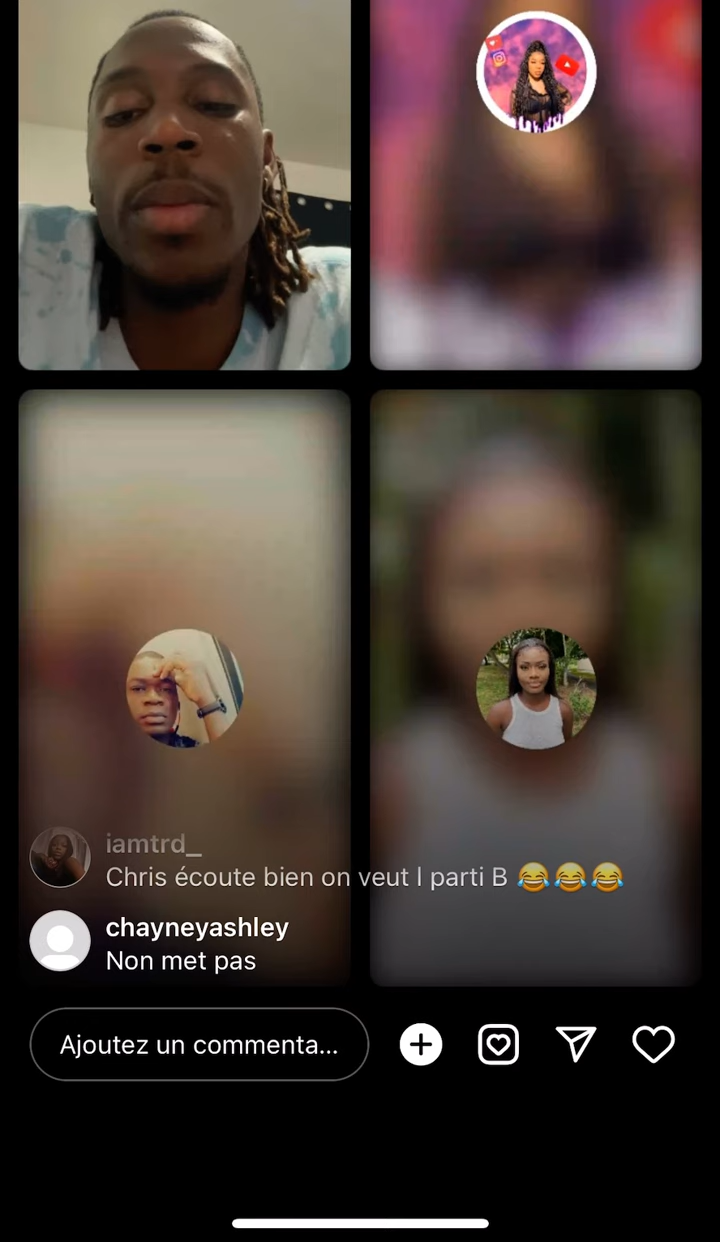 iamtrd_
Chris écoute bien on veut l parti B 😂😂😂
chayneyashley
Non met pas
Ajoutez un commenta...